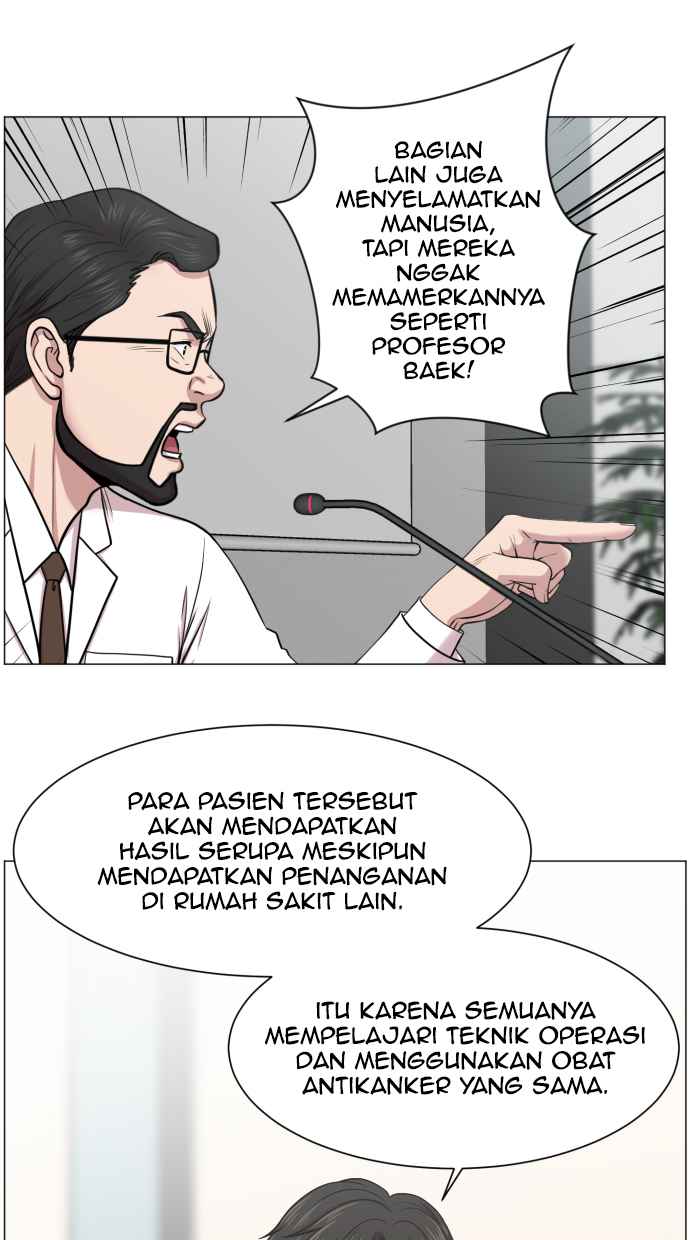 BAGIAN
LAIN JUGA
MENYELAMATKAN
MANUSIA,
TAPI MEREKA
NGGAK
MEMAMERKANNYA
SEPERTI
PROFESOR
BAEK!
PARA PASIEN TERSEBUT
AKAN MENDAPATKAN
HASIL SERUPA MESKIPUN
MENDAPATKAN PENANGANAN
DI RUMAH SAKIT LAIN.
ITU KARENA SEMUANYA
MEMPELAJARI TEKNIK OPERASI
DAN MENGGUNAKAN OBAT
ANTIKANKER YANG SAMA.